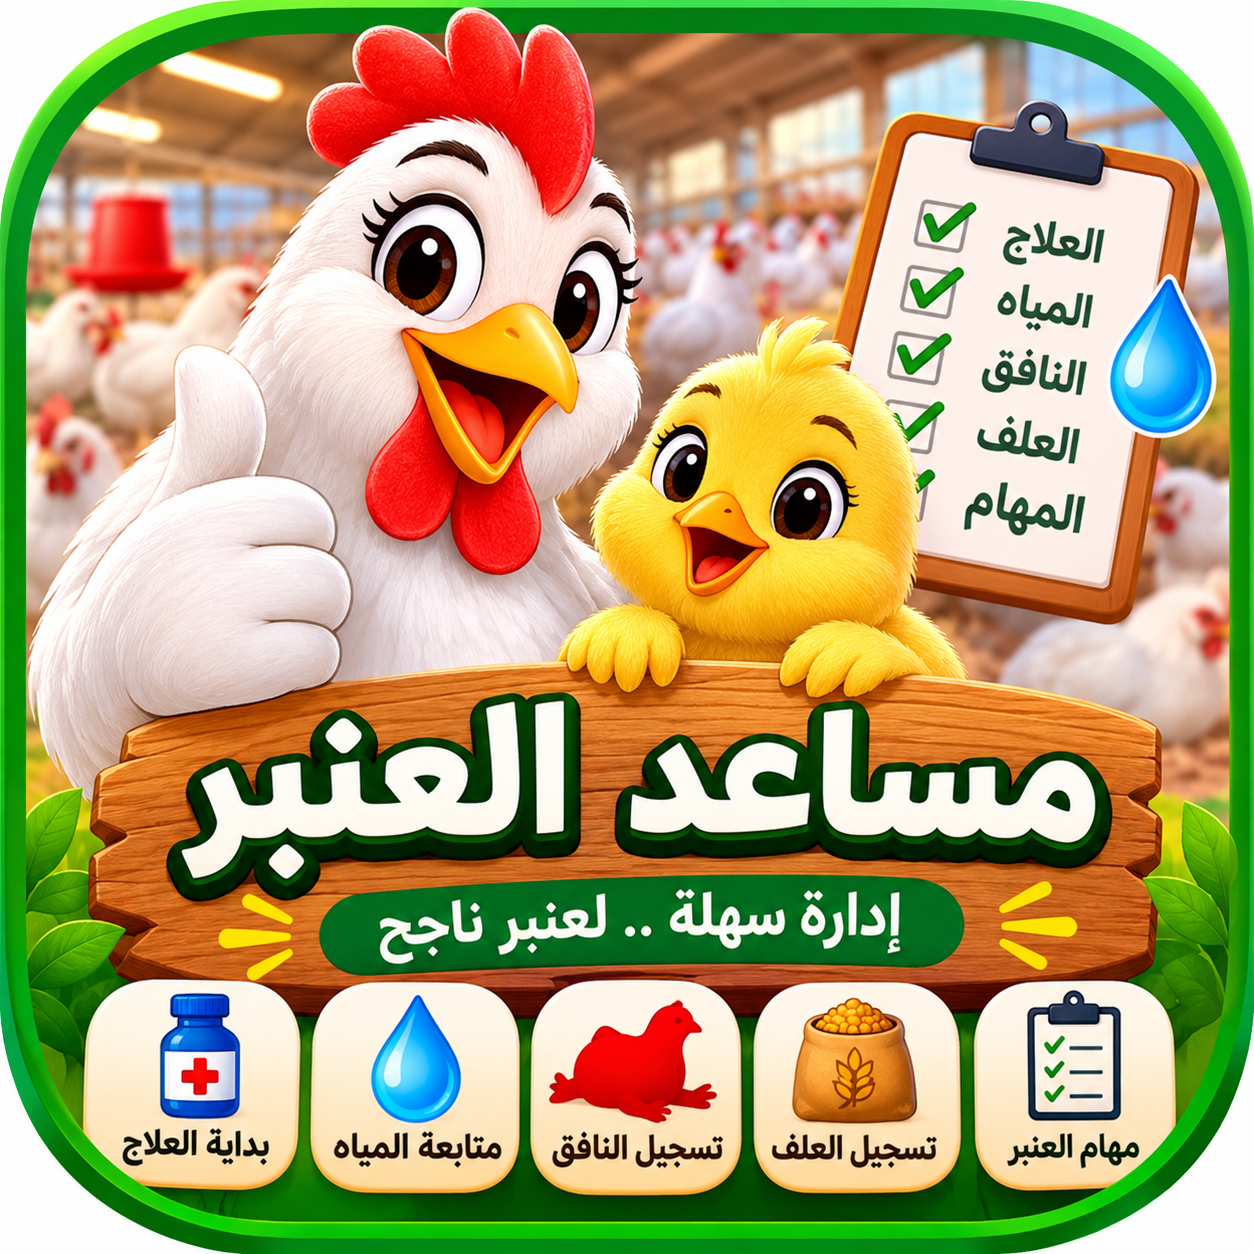 العلاج
المياه
النافق
العلف
المهام
مساعد العنبر
إدارة سهلة .. لعنبر ناجح
مهام العنبر
تسجيل العلف
تسجيل النافق
متابعة المياه
بداية العلاج